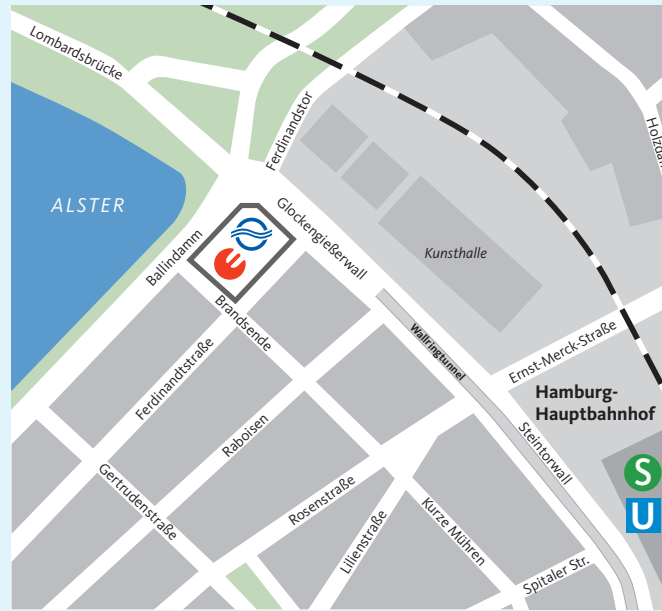 Lombardsbrücke
Ferdinandstor
ALSTER
Ballindamm
Glockengießerwall
Kunsthalle
Brandsende
Wallringtunnel
Ernst-Merck-Straße
Ferdinandtstraße
Hamburg-
Hauptbahnhof
Raboisen
Steintorwall
S
U
Gertrudenstraße
Rosenstraße
Lilienstraße
Kurze Mühren
Spitaler Str.